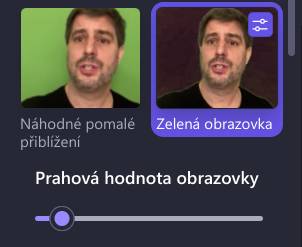 Náhodné pomalé
přiblížení
Zelená obrazovka
Prahová hodnota obrazovky